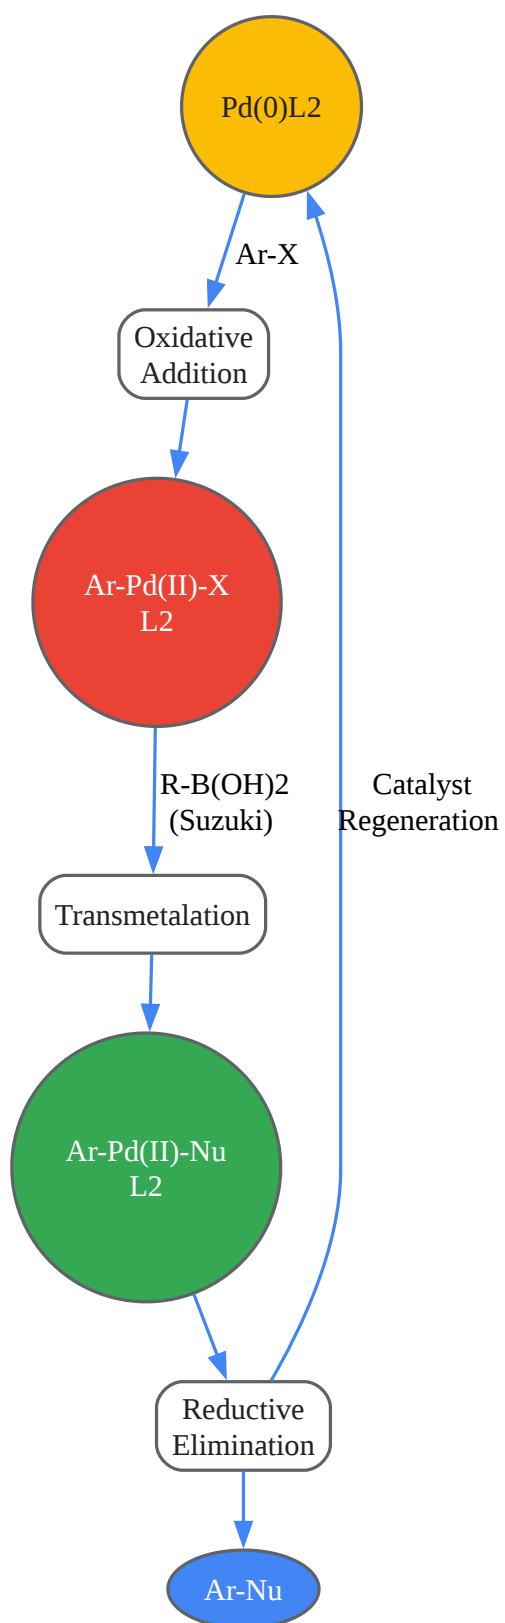 Pd(0)L2
Ar-X
Oxidative
Addition
Ar-Pd(II)-X
L2
R-B(OH)2
(Suzuki)
Catalyst
Regeneration
Transmetalation
Ar-Pd(II)-Nu
L2
Reductive
Elimination
Ar-Nu